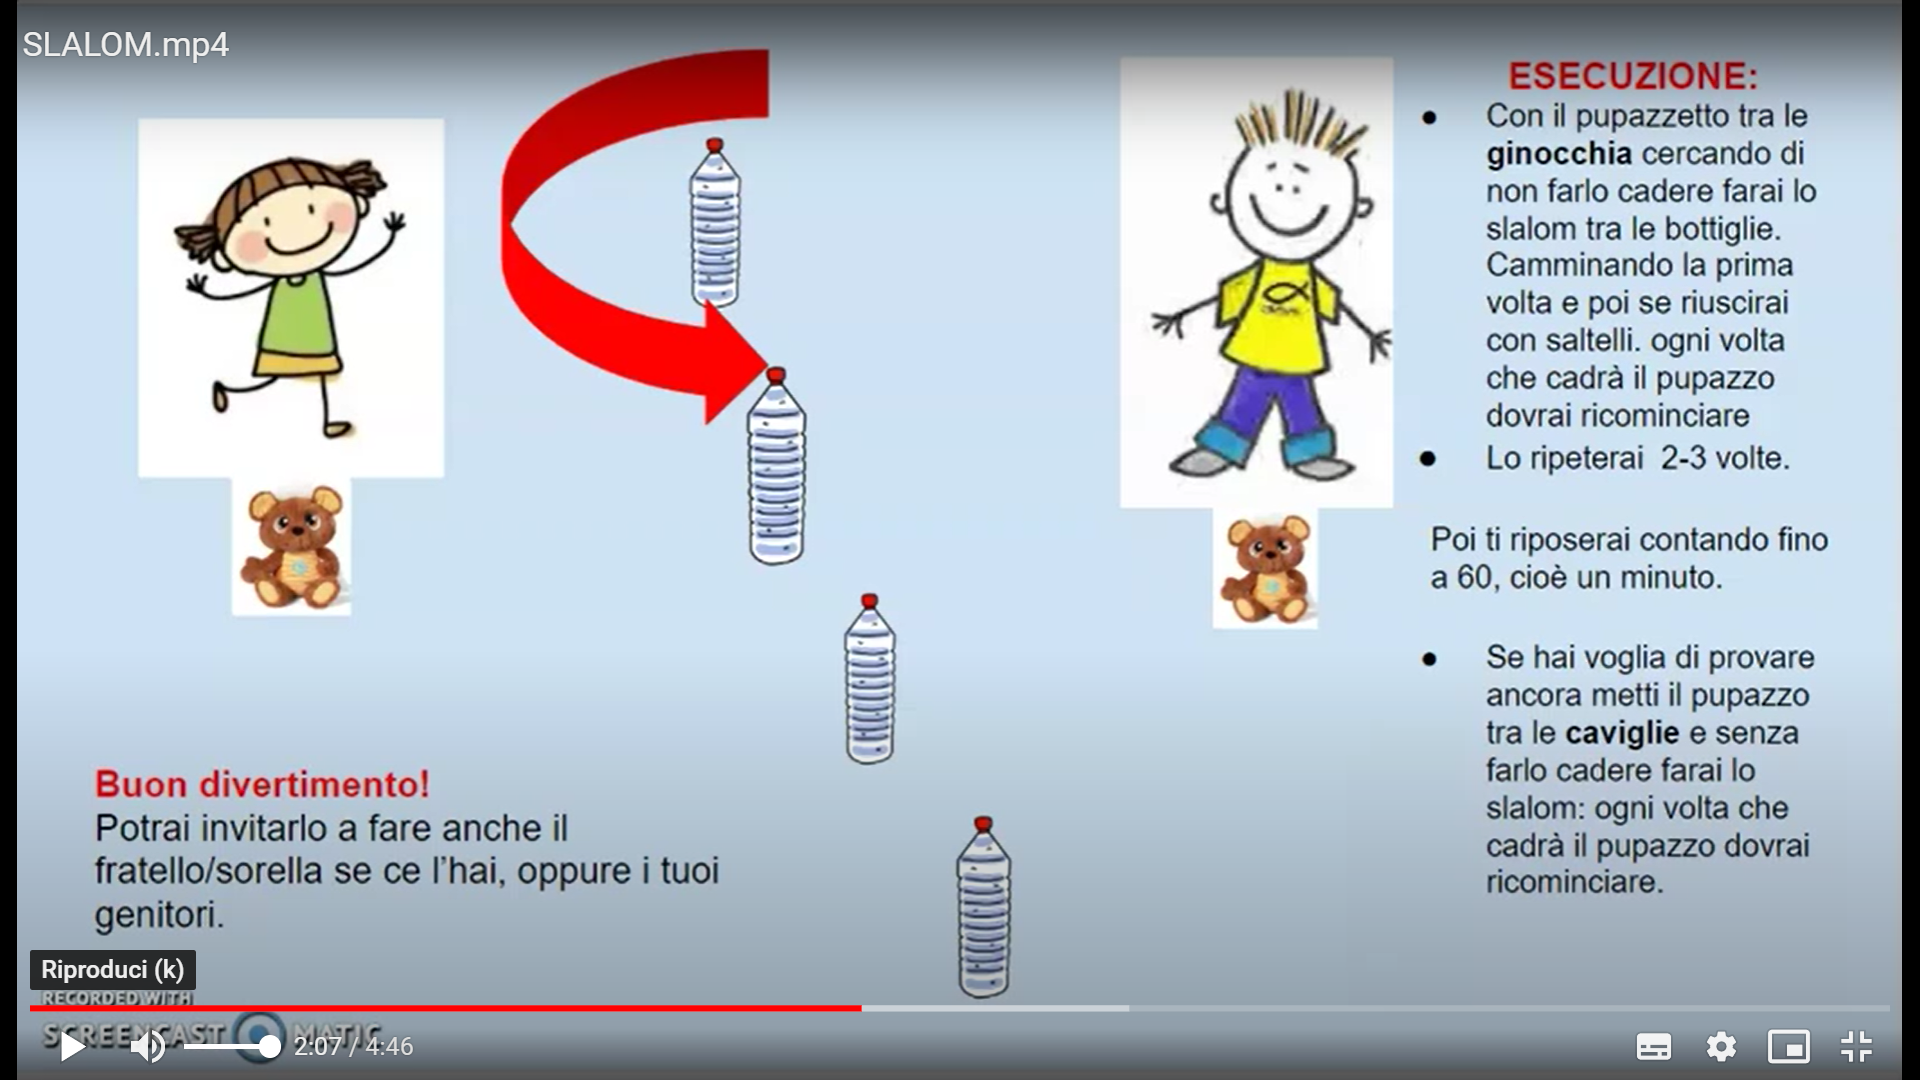 SLALOM.mp4
ESECUZIONE:
● Con il pupazzetto tra le
ginocchia cercando di
non farlo cadere farai lo
slalom tra le bottiglie.
Camminando la prima
volta e poi se riuscirai
con saltelli. ogni volta
che cadrà il pupazzo
dovrai ricominciare
● Lo ripeterai 2-3 volte.
Poi ti riposerai contando fino
a 60, cioè un minuto.
● Se hai voglia di provare
ancora metti il pupazzo
tra le caviglie e senza
farlo cadere farai lo
slalom: ogni volta che
cadrà il pupazzo dovrai
ricominciare.
Buon divertimento!
Potrai invitarlo a fare anche il
fratello/sorella se ce l'hai, oppure i tuoi
genitori.
Riproduci (k)
RECORDED WITH
SCREENCAST MATIC
2:07 / 4:46